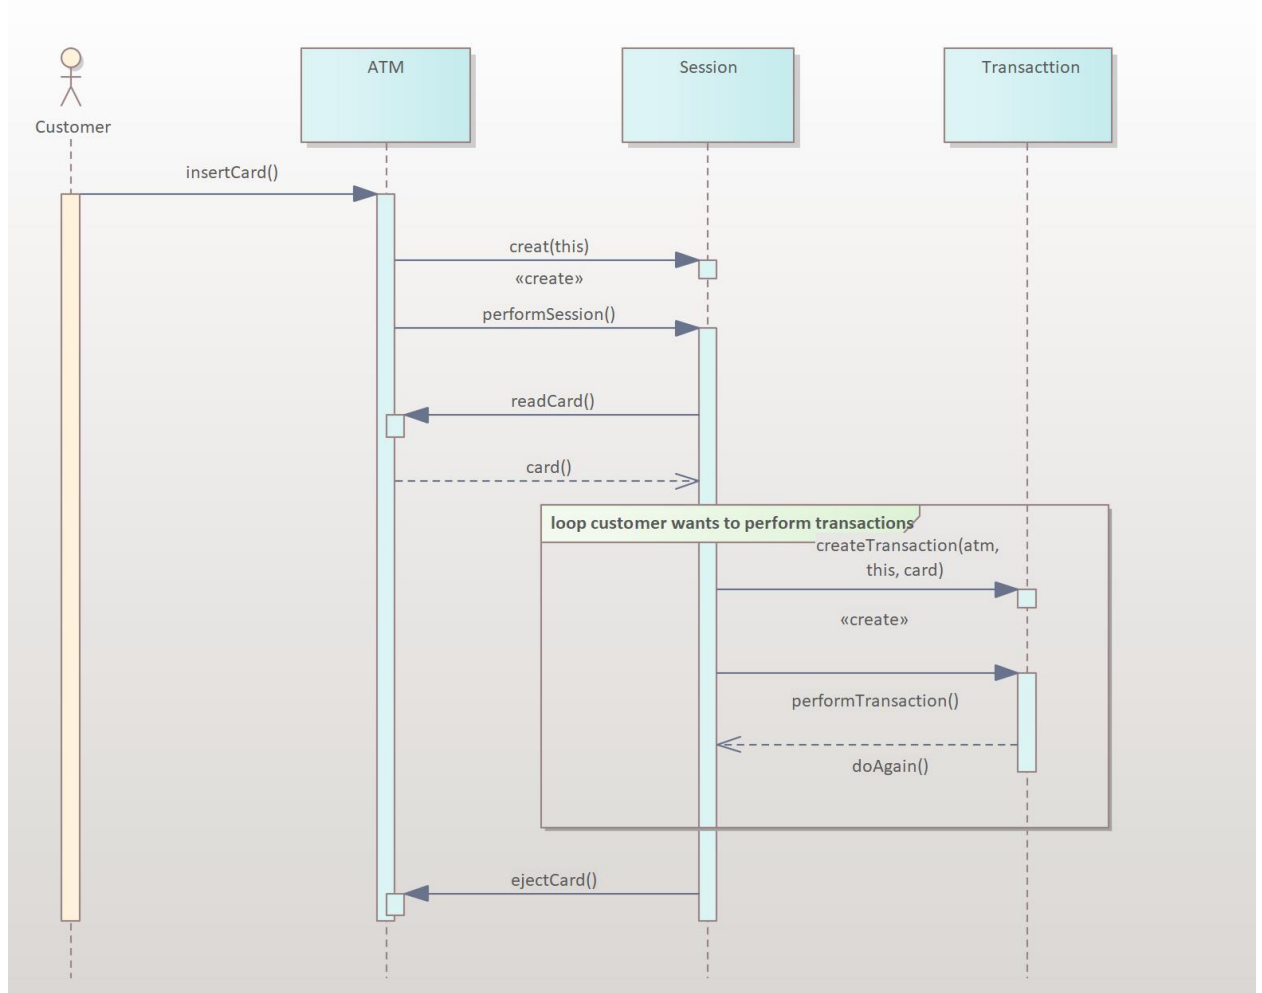 Customer
ATM
Session
Transacttion
insertCard()
creat(this)
«create»
performSession()
readCard()
card()
loop customer wants to perform transactions
createTransaction(atm,
this, card)
«create»
performTransaction()
doAgain()
ejectCard()